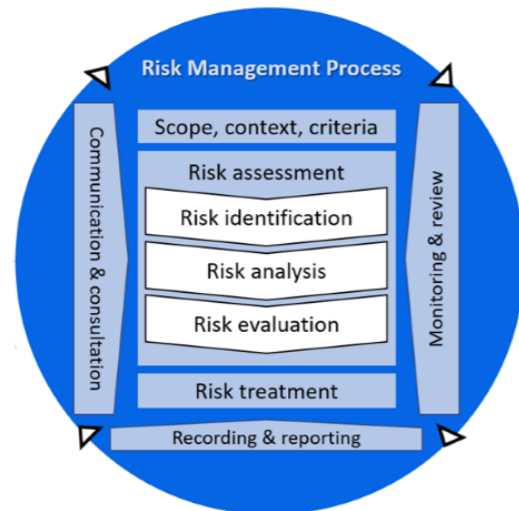 Risk Management Process
Scope, context, criteria
Risk assessment
Risk identification
Risk analysis
Risk evaluation
Risk treatment
Communication & consultation
Monitoring & review
Recording & reporting